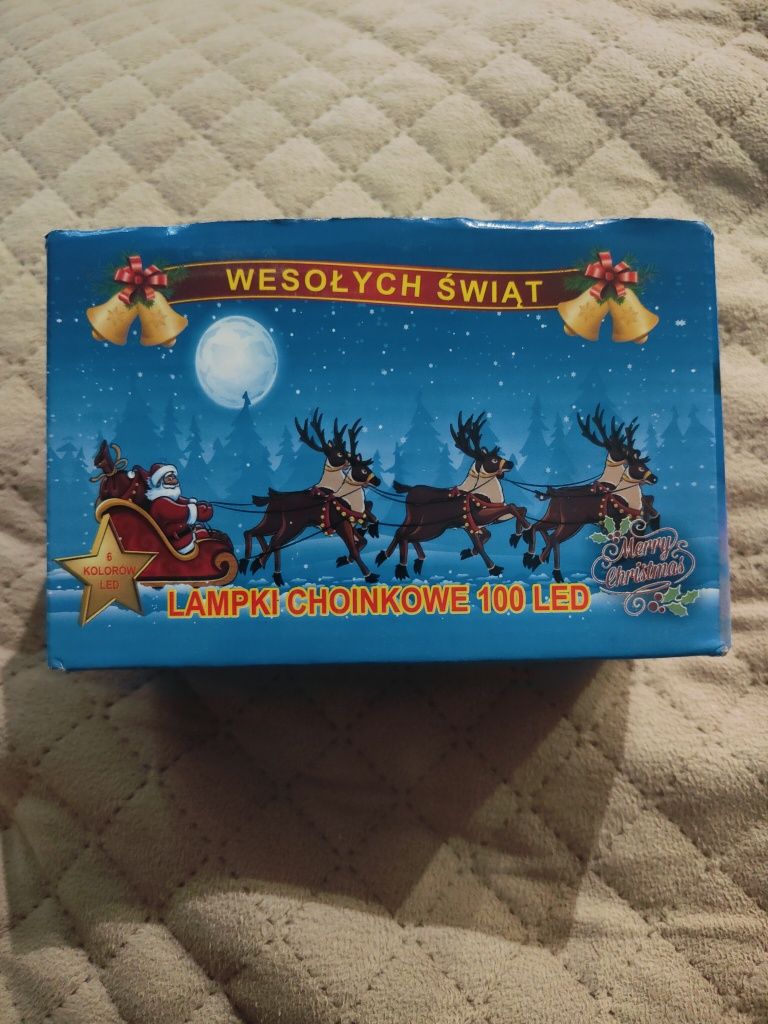 WESOŁYCH ŚWIĄT
6
KOLORÓW
LED
Merry
Christmas
LAMPKI CHOINKOWE 100 LED